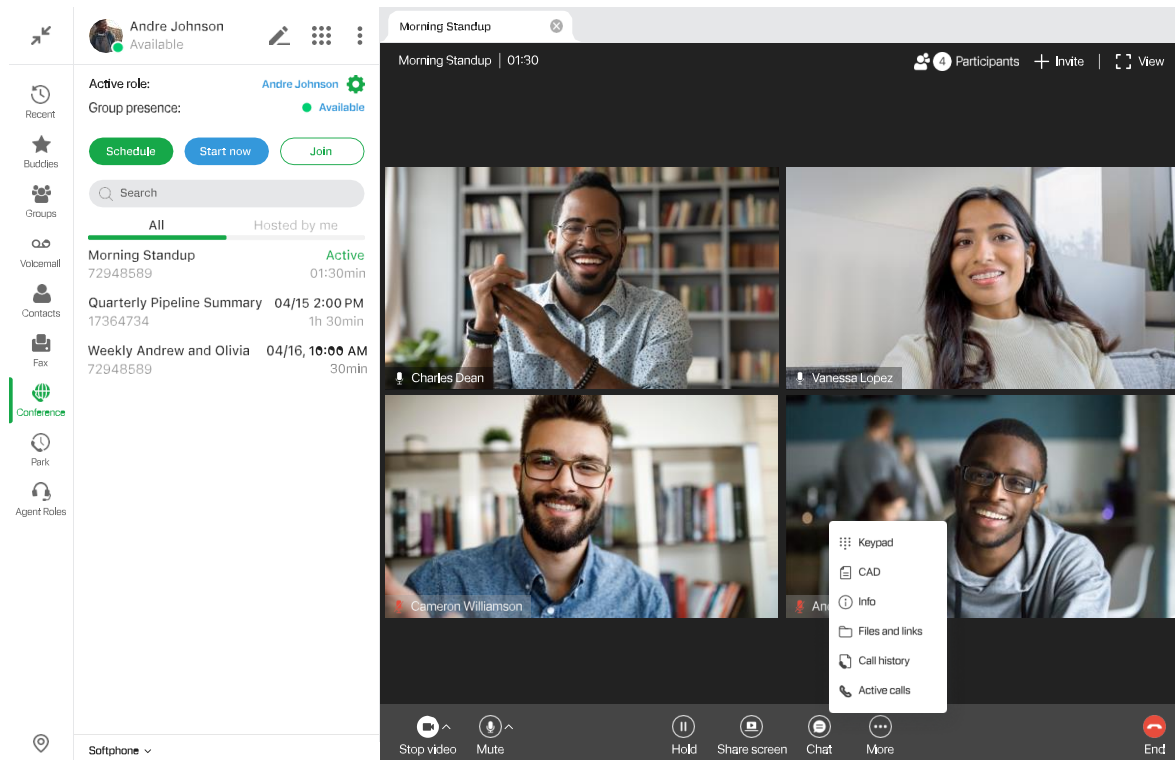 Andre Johnson
Available
Active role:
Andre Johnson
Group presence:
Available
Schedule
Start now
Join
Search
All
Hosted by me
Morning Standup
Active
72948589
01:30min
Quarterly Pipeline Summary
04/15 2:00 PM
17364734
1h 30min
Weekly Andrew and Olivia
04/16, 10:00 AM
72948589
30min
Softphone
Recent
Buddies
Groups
Voicemail
Contacts
Fax
Conference
Park
Agent Roles
Morning Standup
Morning Standup | 01:30
4 Participants
Invite
View
Charles Dean
Vanessa Lopez
Cameron Williamson
Keypad
CAD
Info
Files and links
Call history
Active calls
Stop video
Mute
Hold
Share screen
Chat
More
End